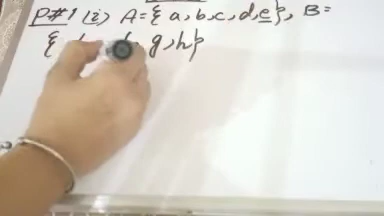 P#1 (i) A={a,b,c,d,e}, B=
{ g,h}